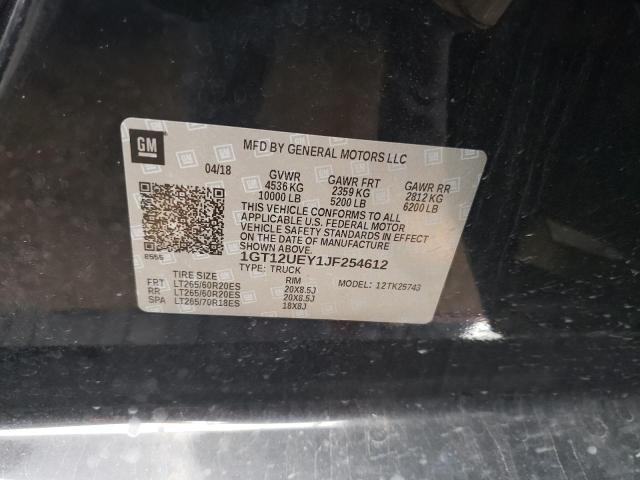 GM
MFD BY GENERAL MOTORS LLC
04/18 GVWR GAWR FRT GAWR RR
4536 KG 2359 KG 2812 KG
10000 LB 5200 LB 6200 LB
THIS VEHICLE CONFORMS TO ALL
APPLICABLE U.S. FEDERAL MOTOR
VEHICLE SAFETY STANDARDS IN EFFECT
ON THE DATE OF MANUFACTURE
SHOWN ABOVE.
1GT12UEY1JF254612
TYPE: TRUCK MODEL: 12TK25743
TIRE SIZE RIM
FRT LT265/60R20ES 20X8.5J
RR LT265/60R20ES 20X8.5J
SPA LT265/70R18ES 18X8J